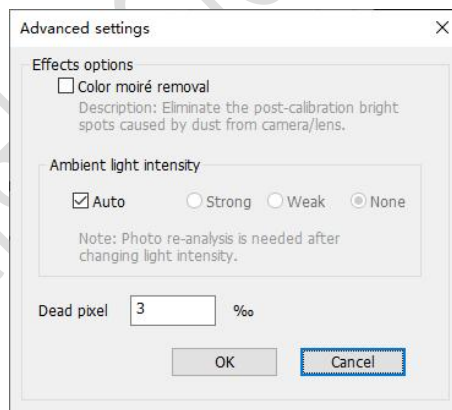 Advanced settings
Effects options
Color moiré removal
Description: Eliminate the post-calibration bright
spots caused by dust from camera/lens.
Ambient light intensity
Auto Strong Weak None
Note: Photo re-analysis is needed after
changing light intensity.
Dead pixel 3 ‰
OK Cancel